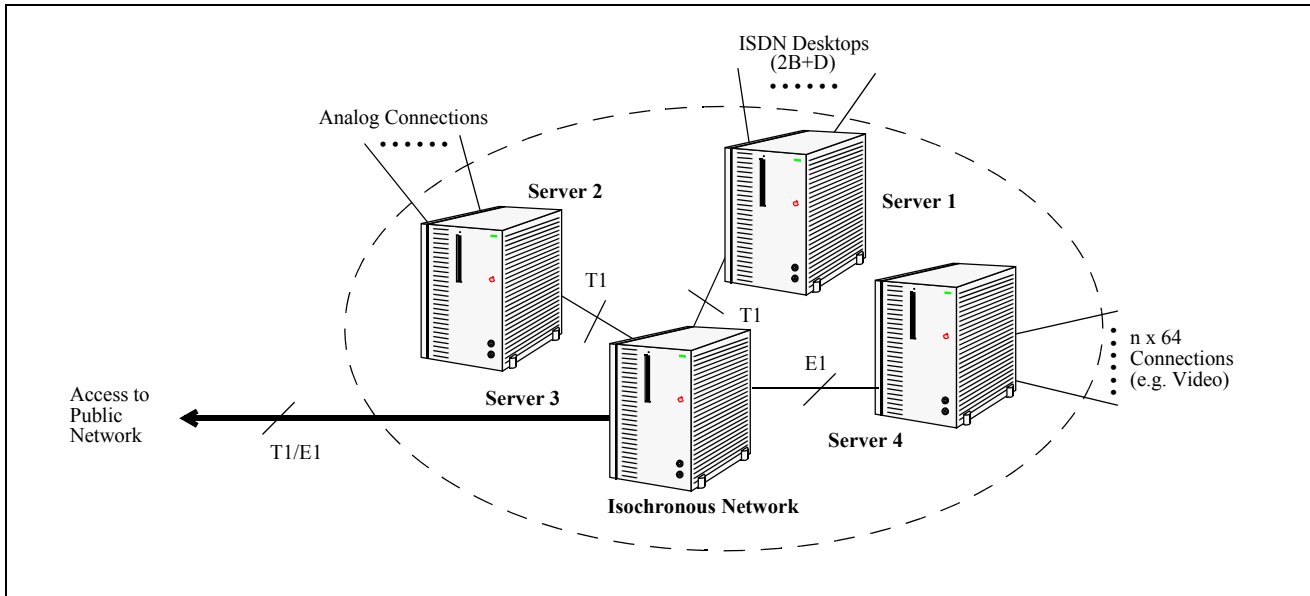 ISDN Desktops
(2B+D)
Analog Connections
Server 2
Server 1
T1
T1
n x 64
Connections
(e.g. Video)
E1
Server 3
Access to
Public
Network
Server 4
T1/E1
Isochronous Network